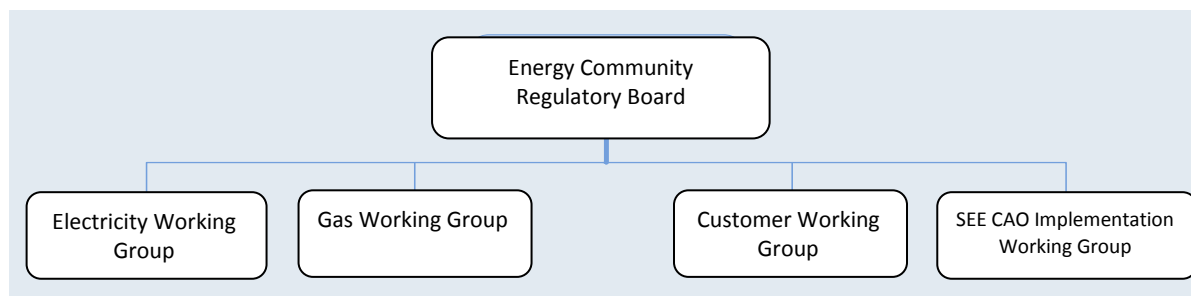 Energy Community
Regulatory Board
Electricity Working
Group
Gas Working Group
Customer Working
Group
SEE CAO Implementation
Working Group